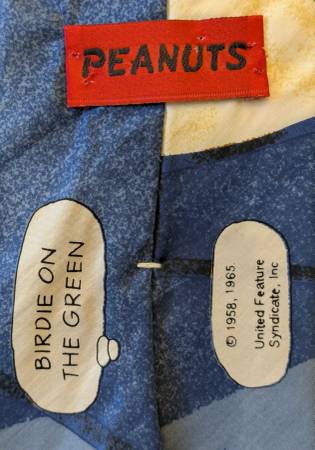 PEANUTS
BIRDIE ON
THE GREEN
© 1958, 1965
United Feature
Syndicate, Inc